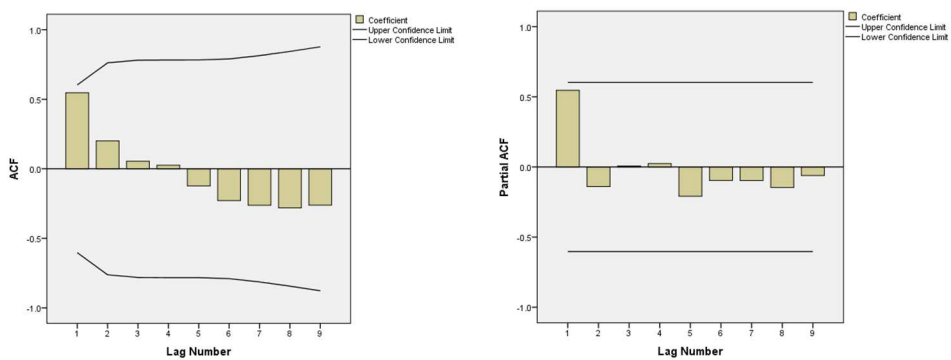 Coefficient
Upper Confidence Limit
Lower Confidence Limit
1.0
0.5
0.0
-0.5
-1.0
ACF
1 2 3 4 5 6 7 8 9
Lag Number
Coefficient
Upper Confidence Limit
Lower Confidence Limit
1.0
0.5
0.0
-0.5
-1.0
Partial ACF
1 2 3 4 5 6 7 8 9
Lag Number